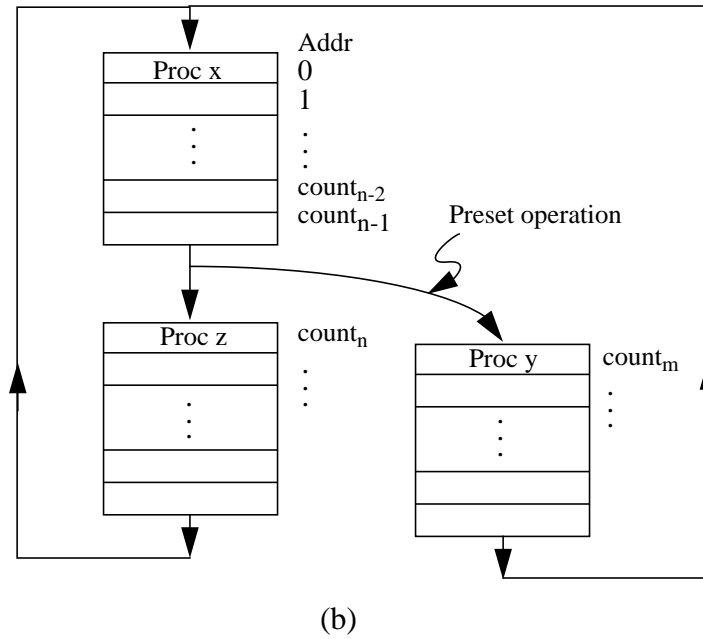 Addr
Proc x
0
1
count_{n-2}
count_{n-1}
Preset operation
Proc z
count_n
Proc y
count_m
(b)